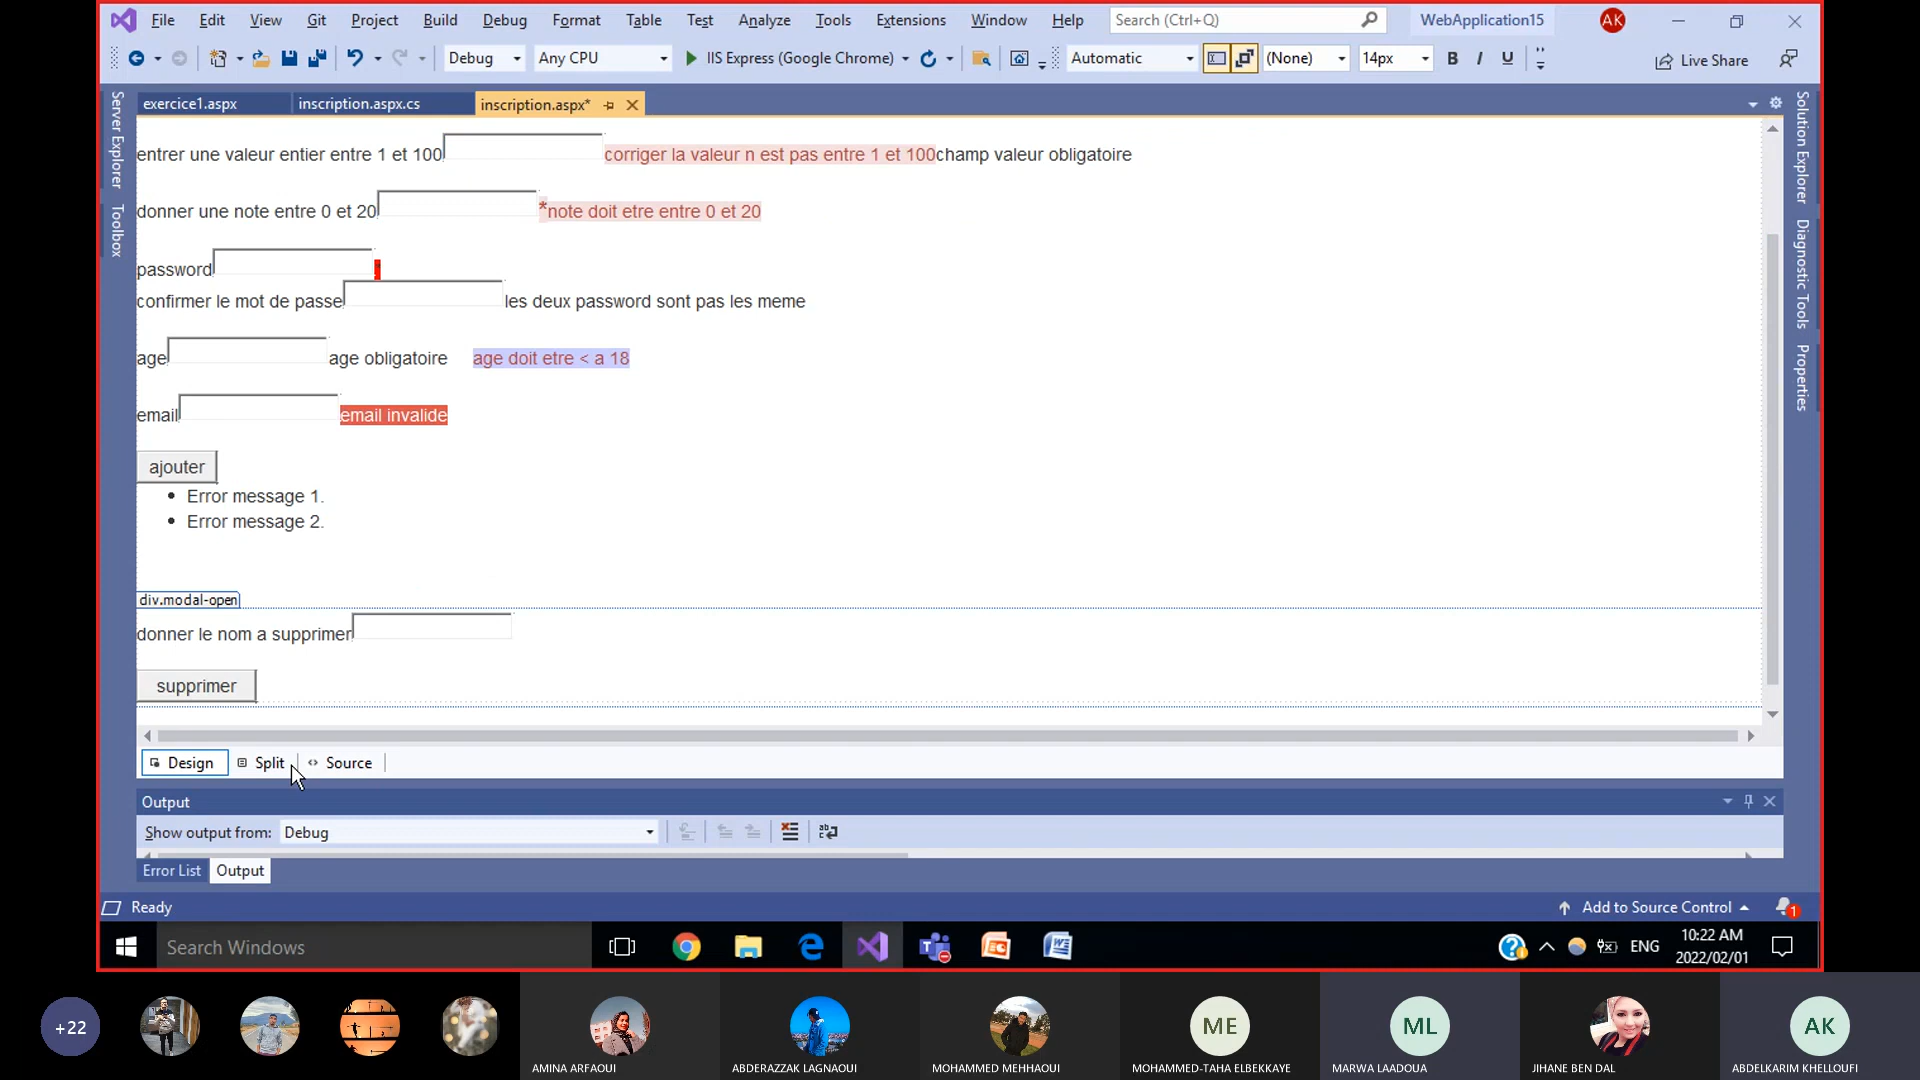 File Edit View Git Project Build Debug Format Table Test Analyze Tools Extensions Window Help Search (Ctrl+Q) WebApplication15 AK
Debug Any CPU IIS Express (Google Chrome) Automatic (None) 14px B I U Live Share
Server Explorer
Toolbox
exercice1.aspx inscription.aspx.cs inscription.aspx*
Solution Explorer
Diagnostic Tools
Properties
entrer une valeur entier entre 1 et 100 corriger la valeur n est pas entre 1 et 100champ valeur obligatoire
donner une note entre 0 et 20 *note doit etre entre 0 et 20
password
confirmer le mot de passe les deux password sont pas les meme
age age obligatoire age doit etre < a 18
email email invalide
ajouter
• Error message 1.
• Error message 2.
div.modal-open
donner le nom a supprimer
supprimer
Design Split Source
Output
Show output from: Debug
Error List Output
Ready Add to Source Control 1
Search Windows ENG 10:22 AM
2022/02/01
+22 ME ML AK
AMINA ARFAOUI ABDERAZZAK LAGNAOUI MOHAMMED MEHHAOUI MOHAMMED-TAHA ELBEKKAYE MARWA LAADOUA JIHANE BEN DAL ABDELKARIM KHELLOUFI